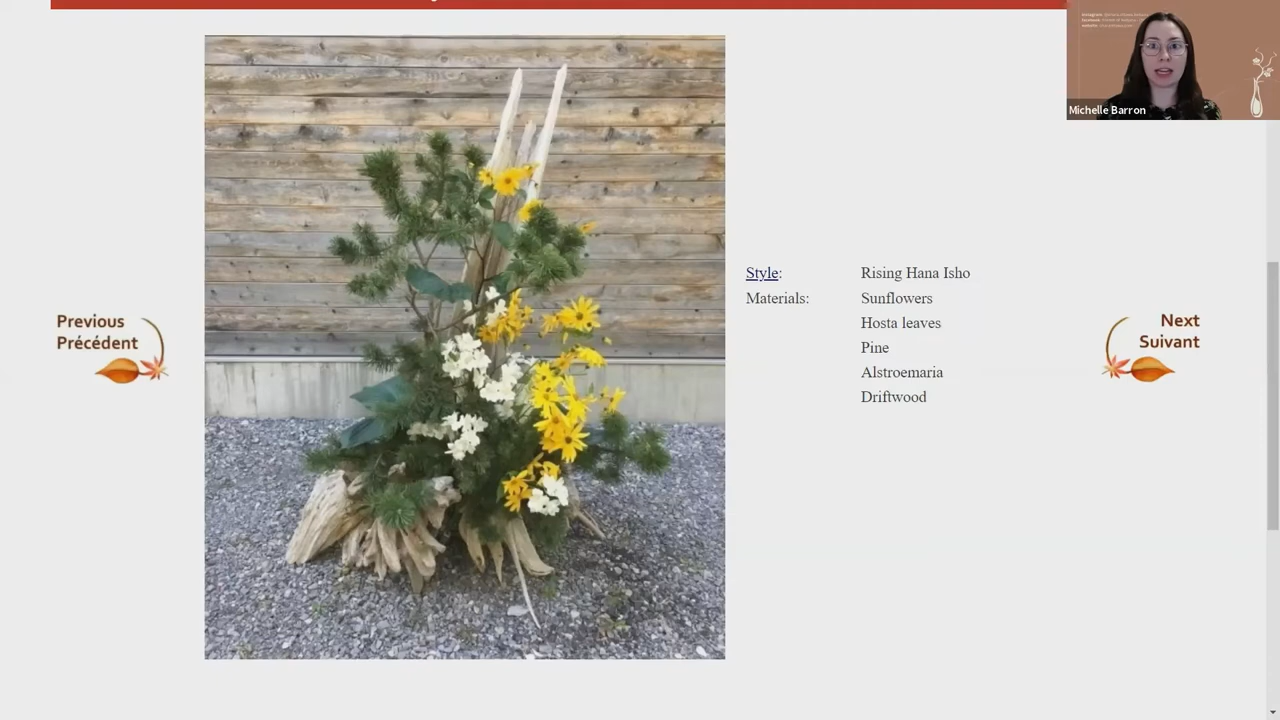 Michelle Barron
Style: Rising Hana Isho
Materials: Sunflowers
Hosta leaves
Pine
Alstroemaria
Driftwood
Previous
Précédent
Next
Suivant